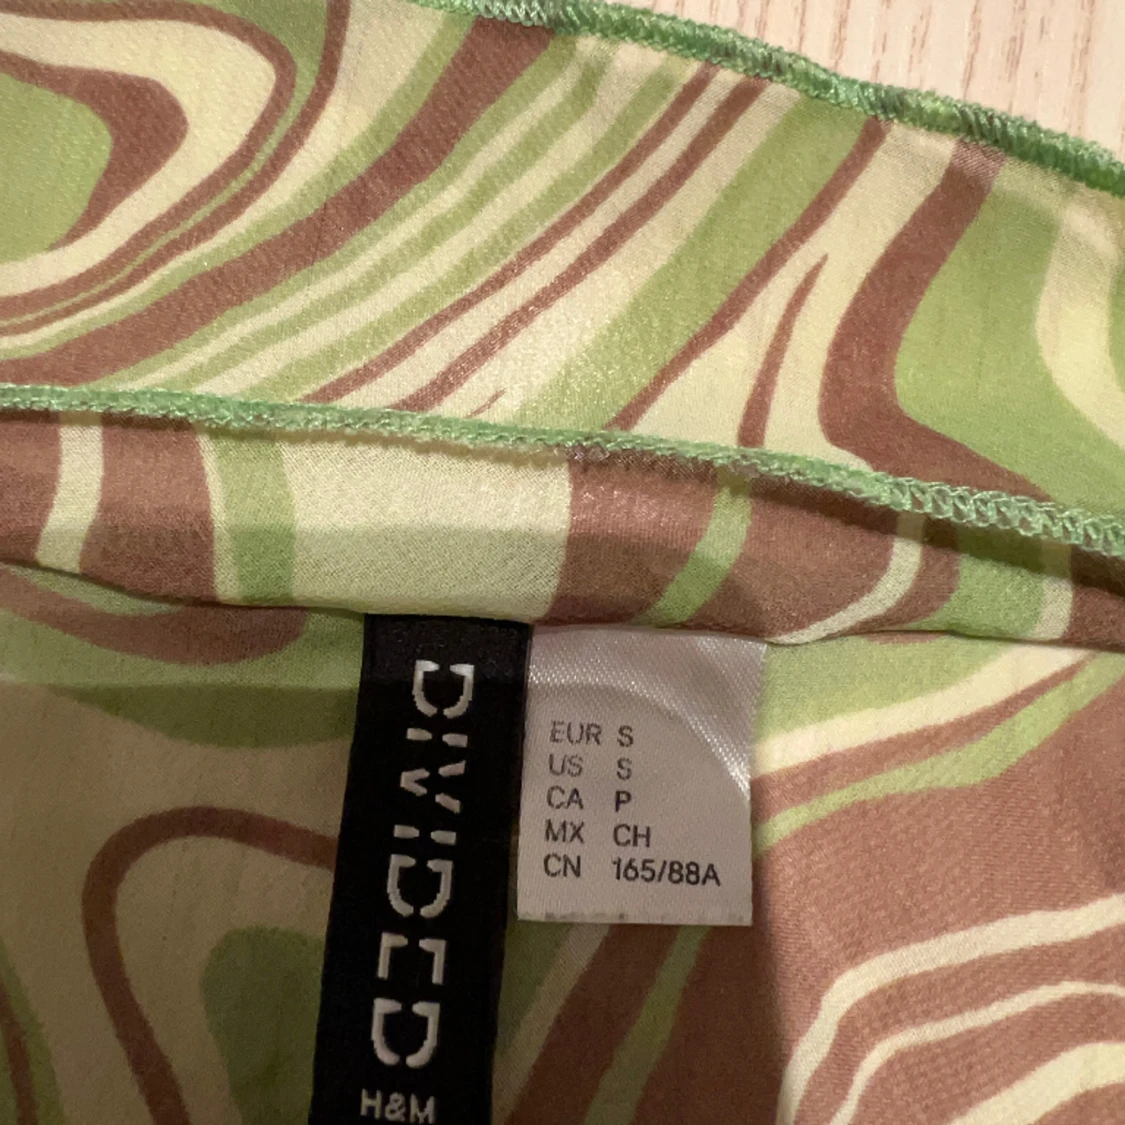 DIVIDED
H&M
EUR S
US S
CA P
MX CH
CN 165/88A